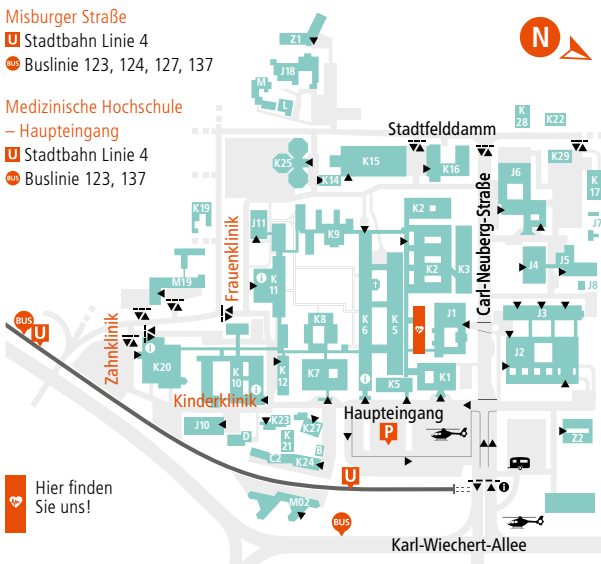 Misburger Straße
U Stadtbahn Linie 4
BUS Buslinie 123, 124, 127, 137
Medizinische Hochschule
– Haupteingang
U Stadtbahn Linie 4
BUS Buslinie 123, 137
N
Z1
J18
M
L
Stadtfelddamm
K 28
K22
K29
K25
K14
K15
K16
J6
K 17
K19
J11
K9
K2
K2
K3
J7
J4
J5
J8
M19
Frauenklinik
i
K 11
K 6
K 5
Carl-Neuberg-Straße
J1
J3
J2
BUS
U
Zahnklinik
i
K20
K 10
i
K8
K7
K 12
i
K5
K1
Kinderklinik
Haupteingang
J10
D
K23
K 21
K27
B
C2
K24
P
Z2
U
i
M02
BUS
Hier finden
Sie uns!
Karl-Wiechert-Allee